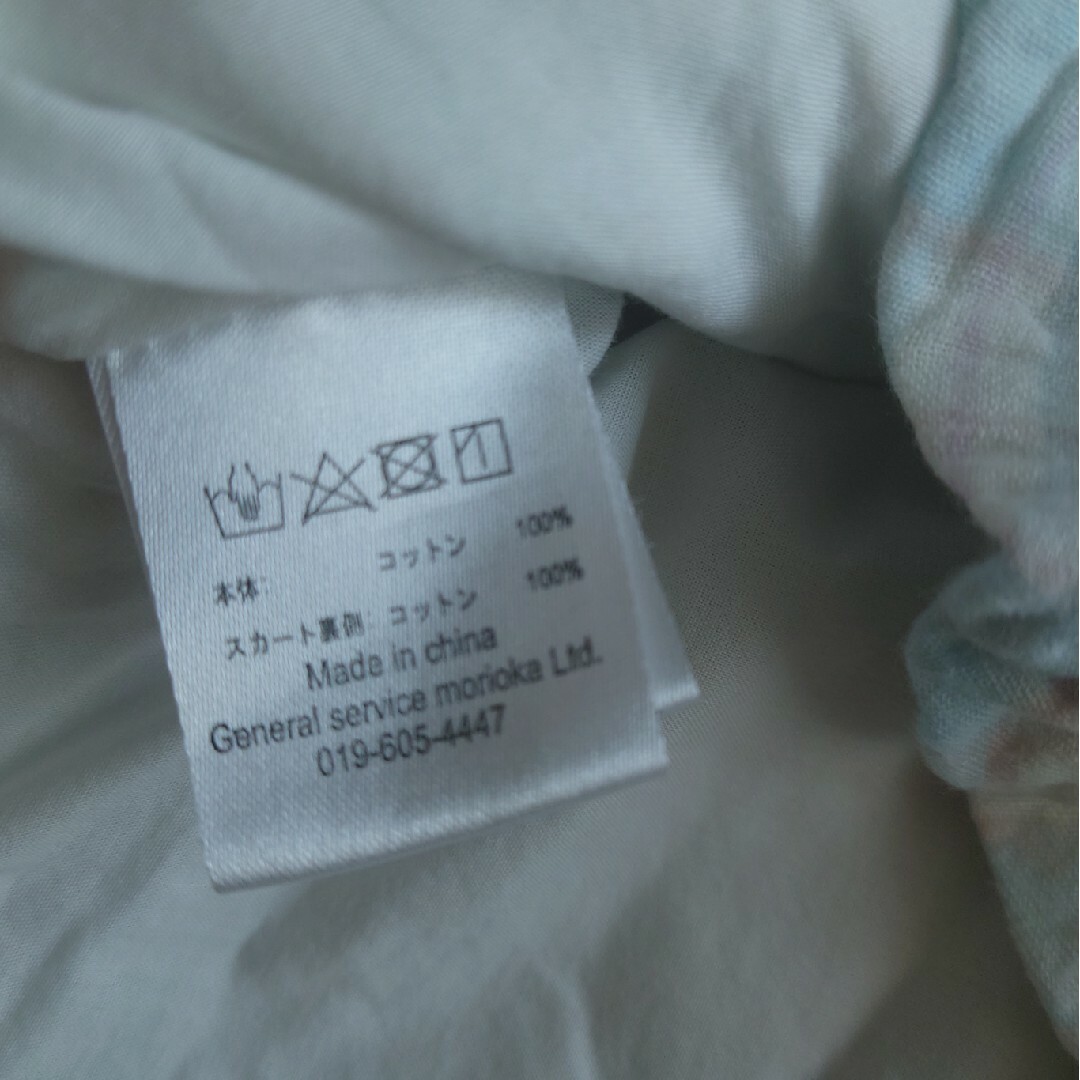 本体: コットン 100%
スカート裏側: コットン 100%
Made in china
General service morioka Ltd.
019-605-4447